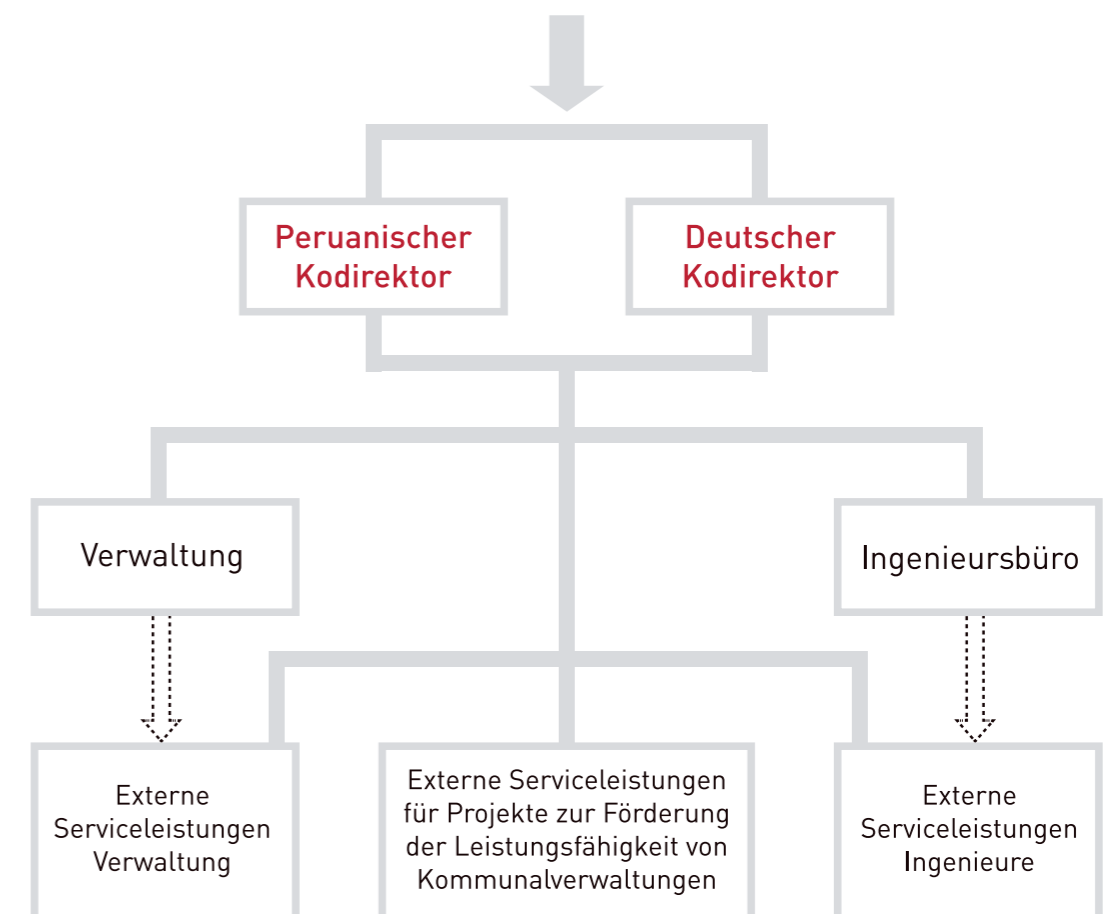 Peruanischer
Kodirektor
Deutscher
Kodirektor
Verwaltung
Ingenieursbüro
Externe
Serviceleistungen
Verwaltung
Externe Serviceleistungen
für Projekte zur Förderung
der Leistungsfähigkeit von
Kommunalverwaltungen
Externe
Serviceleistungen
Ingenieure